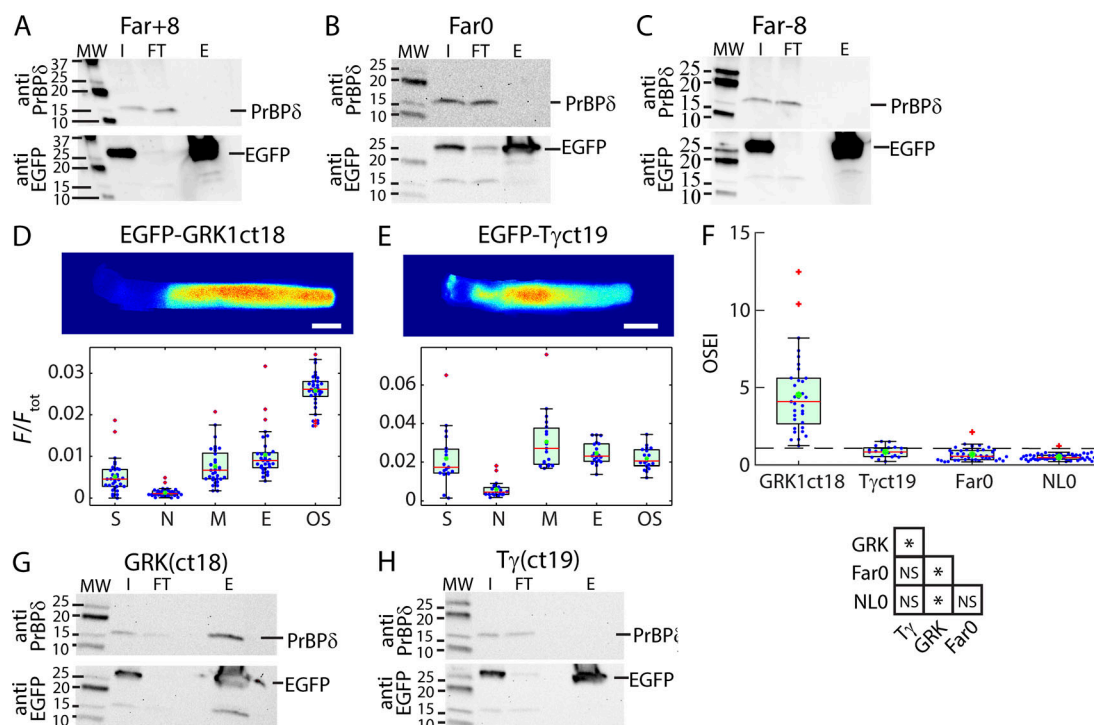 A
Far+8
MW I FT E
anti PrBPδ
37
25
20
15
10
PrBPδ
anti EGFP
37
25
20
15
10
EGFP
B
Far0
MW I FT E
anti PrBPδ
25
20
15
10
PrBPδ
anti EGFP
25
20
15
10
EGFP
C
Far-8
MW I FT E
anti PrBPδ
25
20
15
10
PrBPδ
anti EGFP
25
20
15
10
EGFP
D
EGFP-GRK1ct18
F/Ftot
0.03
0.02
0.01
0
S N M E OS
E
EGFP-Tγct19
0.06
0.04
0.02
0
S N M E OS
F
OSEI
15
10
5
0
GRK1ct18 Tγct19 Far0 NL0
GRK *
Far0 NS *
NL0 NS * NS
Tγ GRK Far0
G
GRK(ct18)
MW I FT E
anti PrBPδ
25
20
15
10
PrBPδ
anti EGFP
25
20
15
10
EGFP
H
Tγ(ct19)
MW I FT E
anti PrBPδ
25
20
15
10
PrBPδ
anti EGFP
25
20
15
10
EGFP